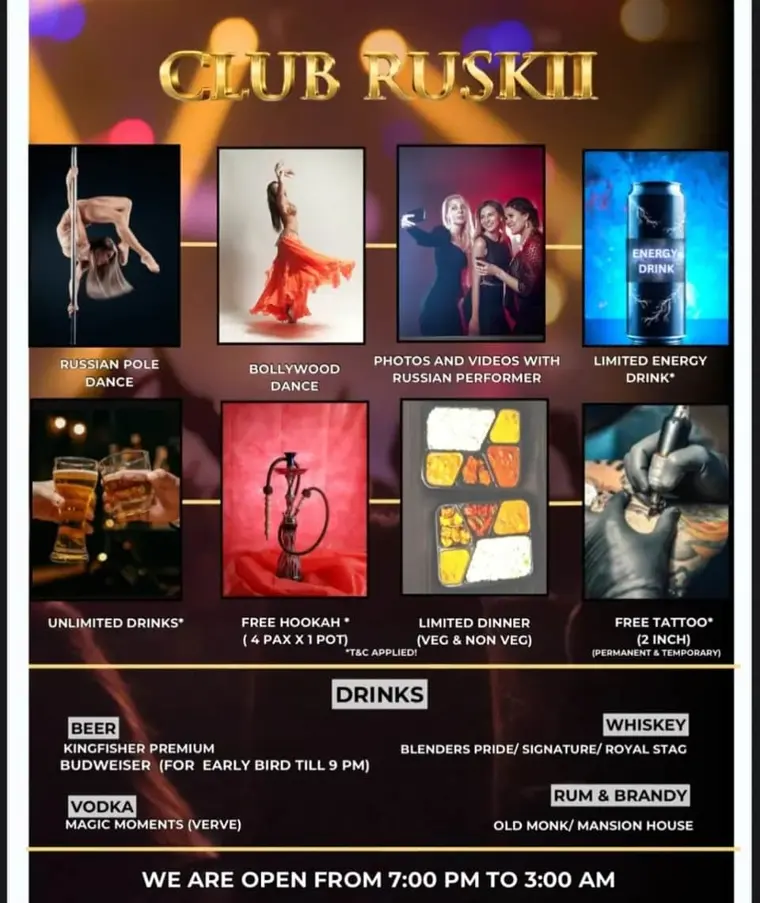 CLUB RUSKII
ENERGY
DRINK
RUSSIAN POLE
DANCE
BOLLYWOOD
DANCE
PHOTOS AND VIDEOS WITH
RUSSIAN PERFORMER
LIMITED ENERGY
DRINK*
UNLIMITED DRINKS*
FREE HOOKAH *
( 4 PAX X 1 POT)
*T&C APPLIED!
LIMITED DINNER
(VEG & NON VEG)
FREE TATTOO*
(2 INCH)
(PERMANENT & TEMPORARY)
DRINKS
BEER
KINGFISHER PREMIUM
BUDWEISER (FOR EARLY BIRD TILL 9 PM)
WHISKEY
BLENDERS PRIDE/ SIGNATURE/ ROYAL STAG
VODKA
MAGIC MOMENTS (VERVE)
RUM & BRANDY
OLD MONK/ MANSION HOUSE
WE ARE OPEN FROM 7:00 PM TO 3:00 AM